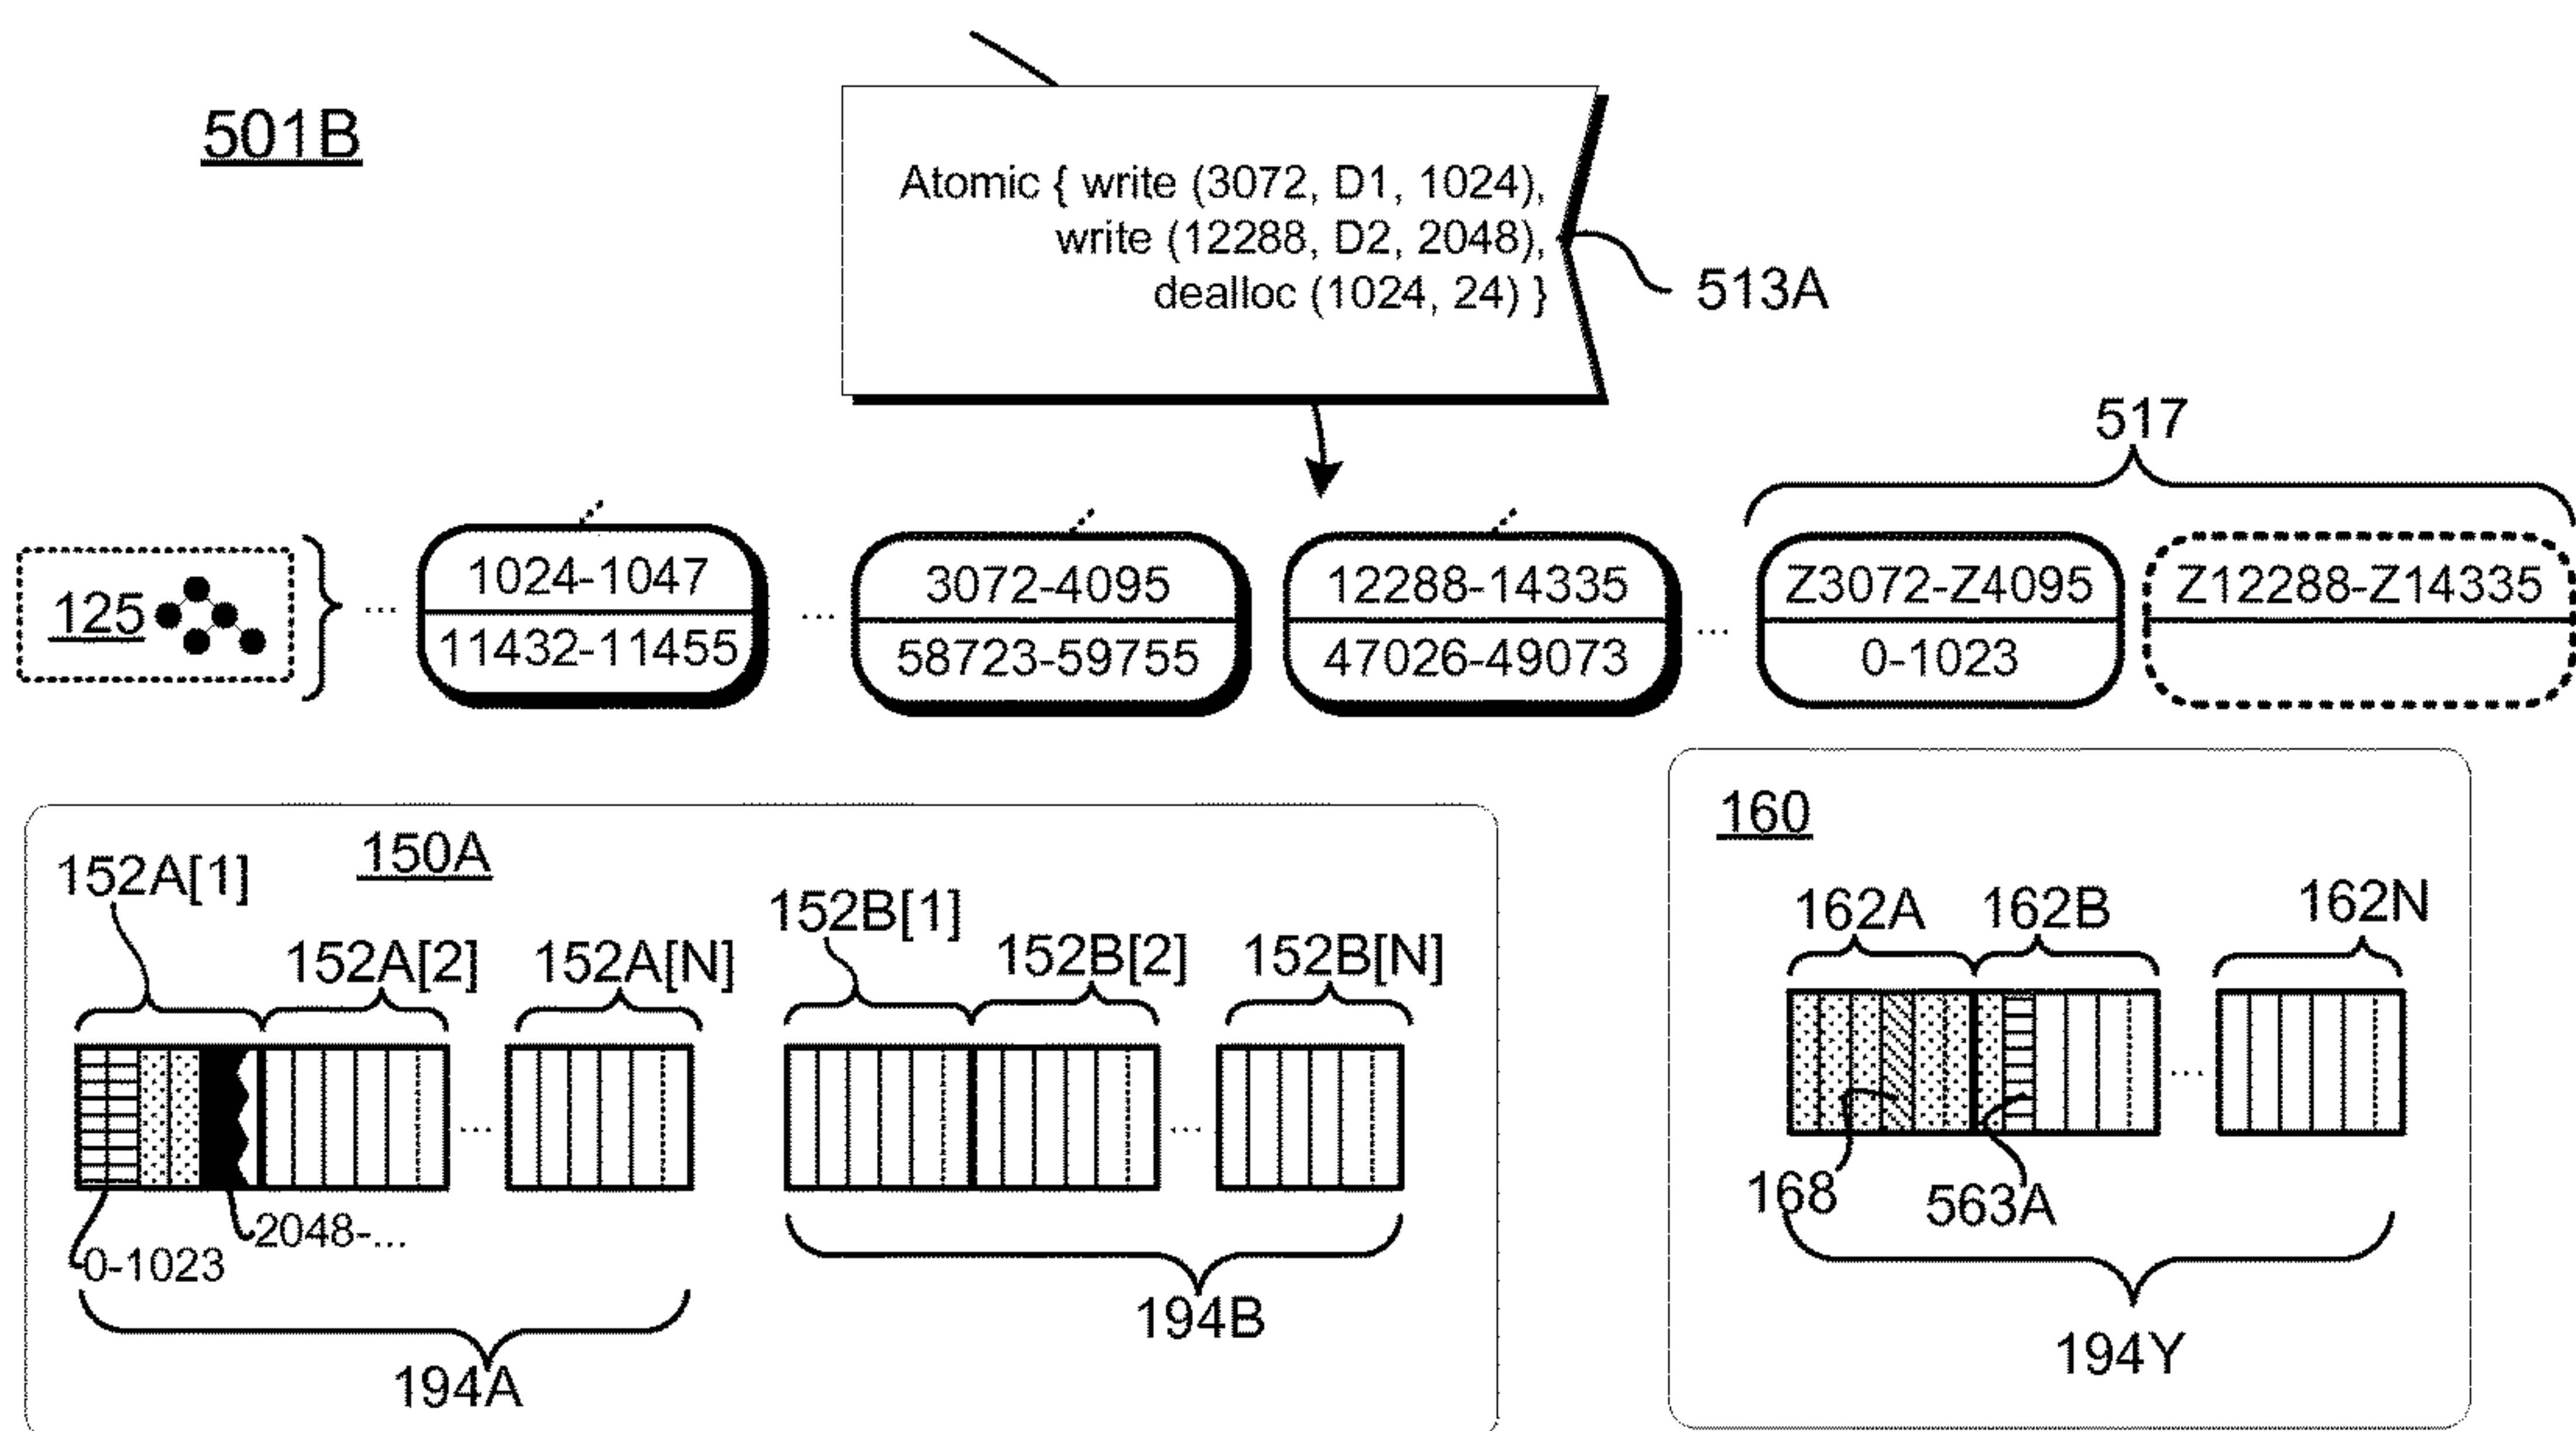 501B
Atomic { write (3072, D1, 1024),
write (12288, D2, 2048),
dealloc (1024, 24) }
513A
517
125
...
1024-1047
11432-11455
...
3072-4095
58723-59755
12288-14335
47026-49073
...
Z3072-Z4095
0-1023
Z12288-Z14335
150A
152A[1]
152A[2]
152A[N]
152B[1]
152B[2]
152B[N]
...
...
0-1023
2048-...
194A
194B
160
162A
162B
162N
...
168
563A
194Y